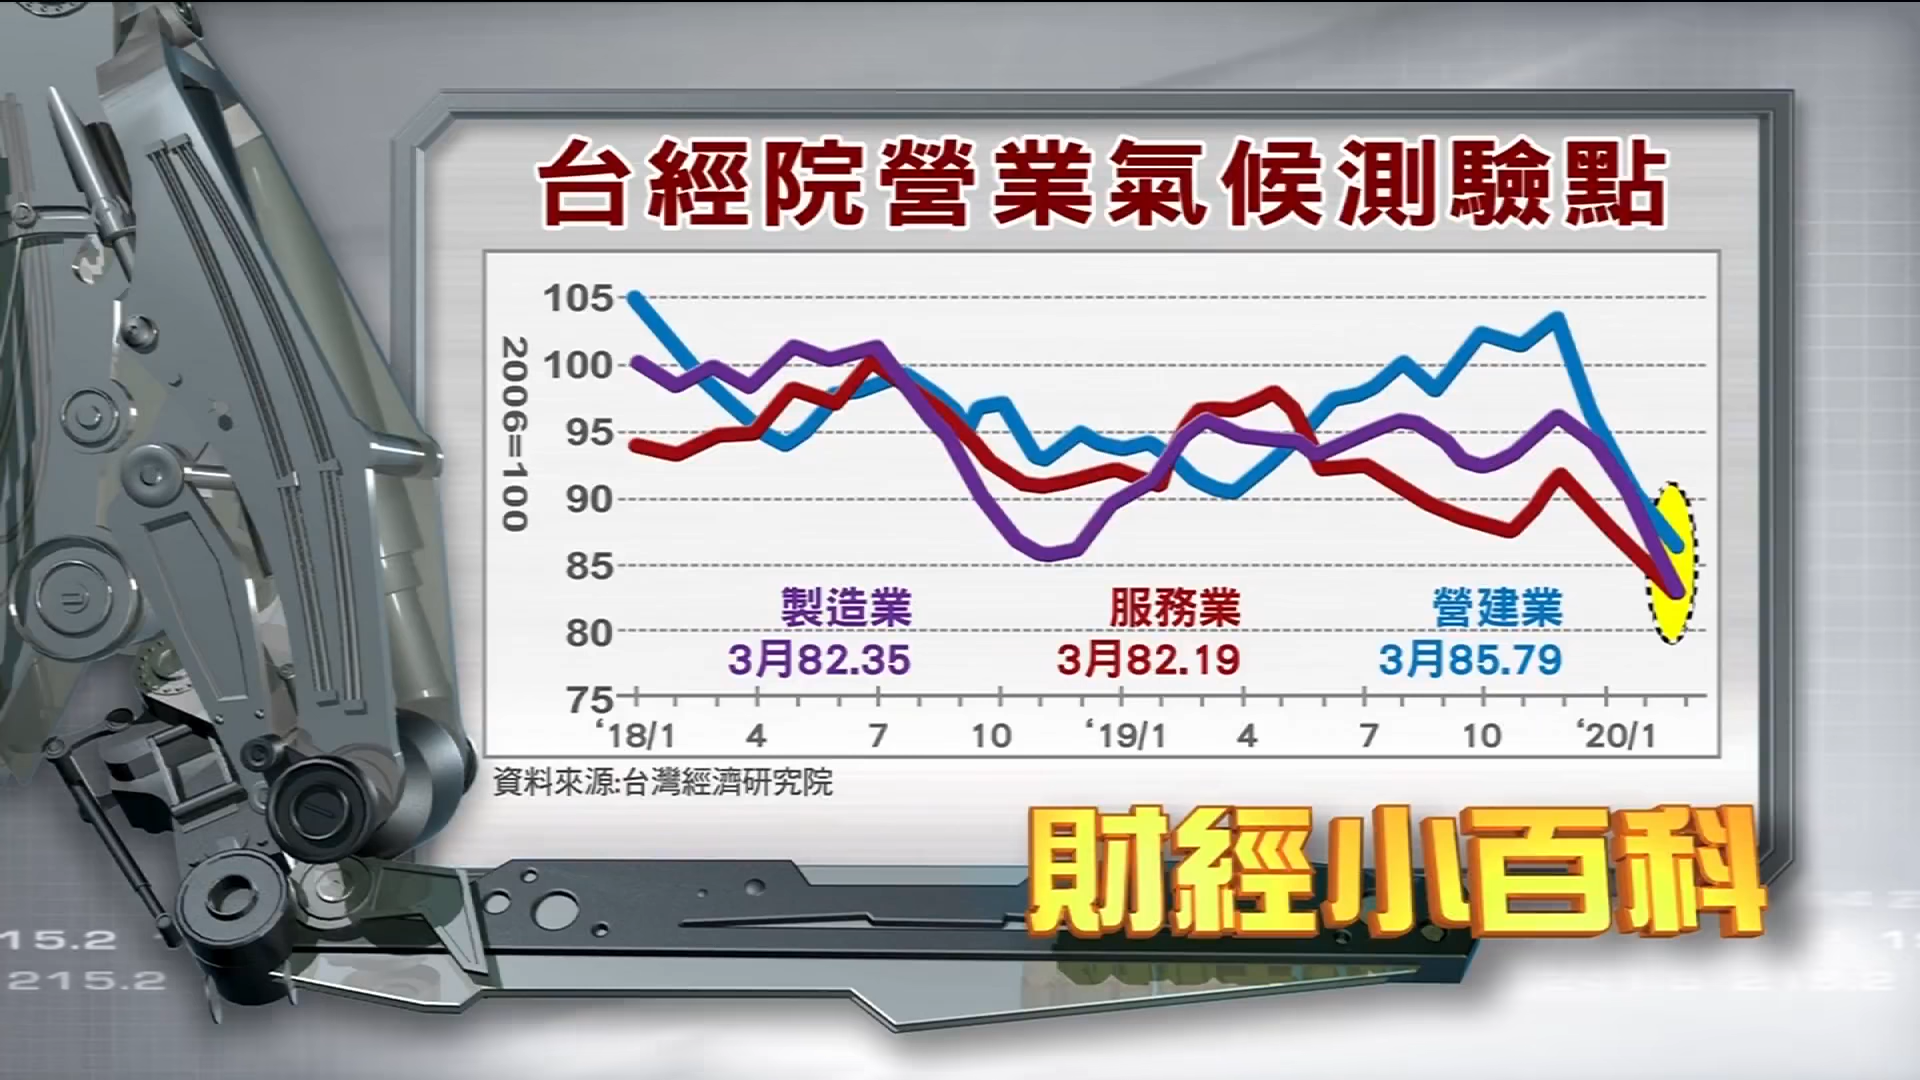 台經院營業氣候測驗點
2006=100
105
100
95
90
85
80
75
製造業 服務業 營建業
3月82.35 3月82.19 3月85.79
‘18/1 4 7 10 ‘19/1 4 7 10 ‘20/1
資料來源:台灣經濟研究院
財經小百科
15.2
215.2